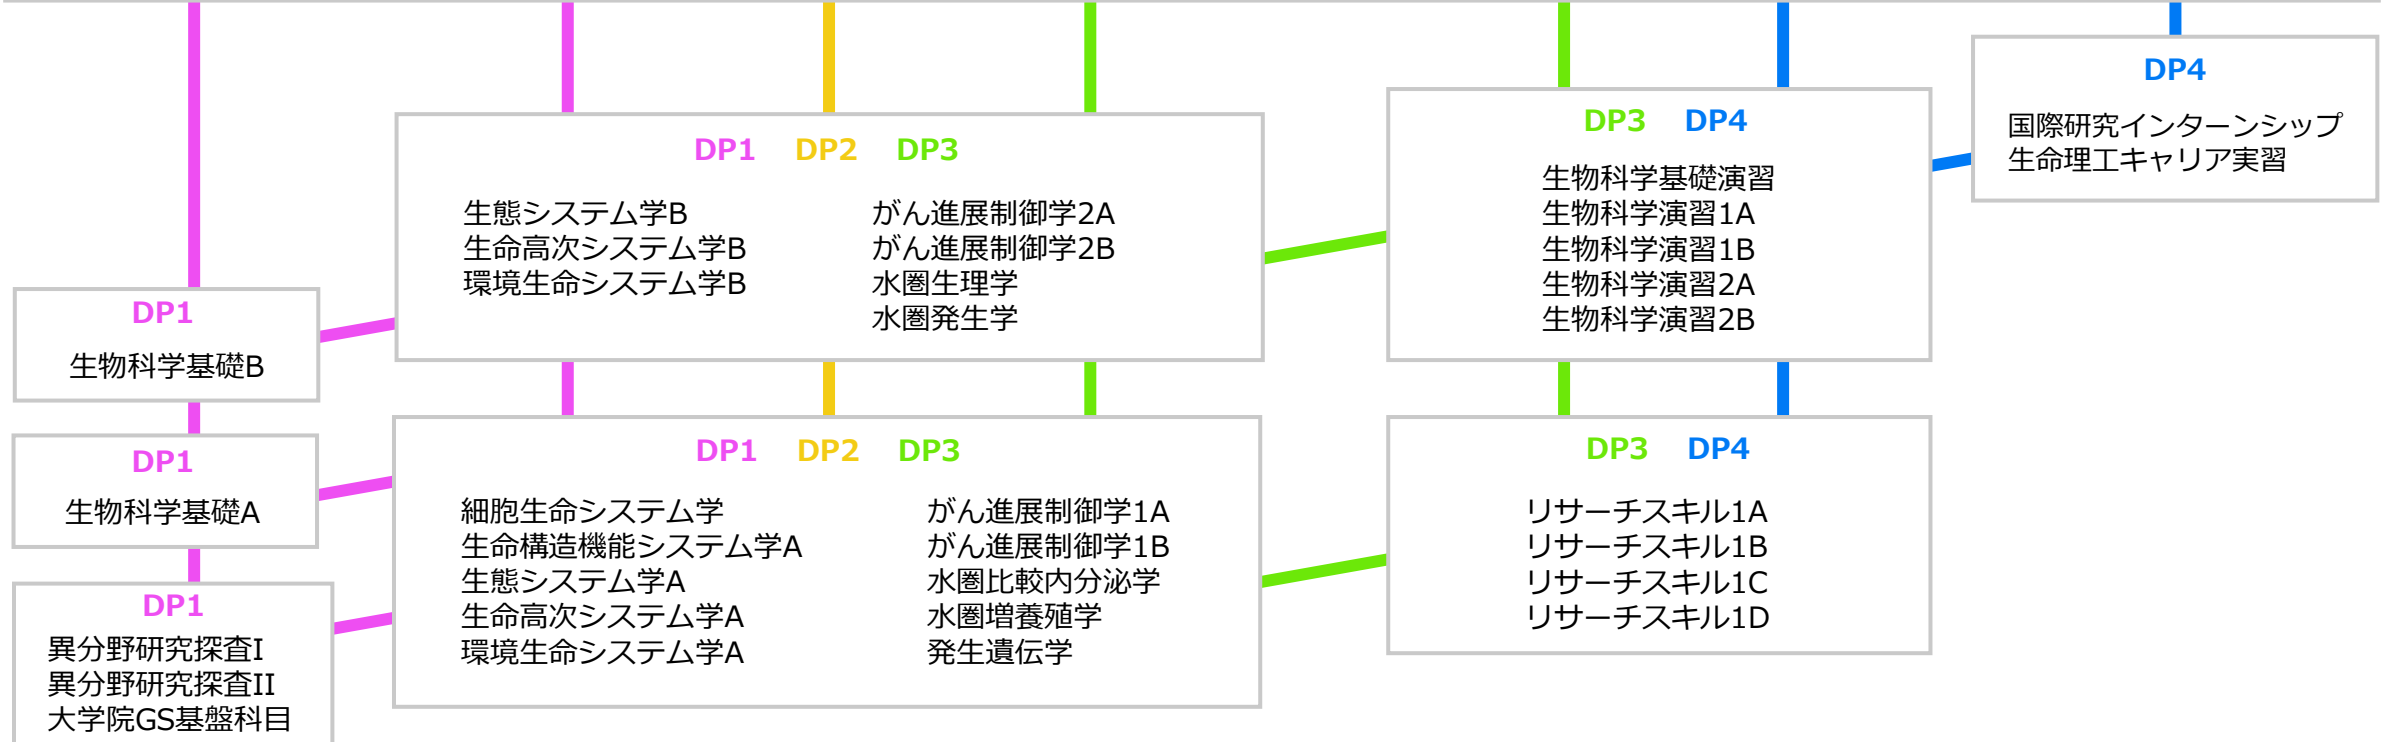 DP1
生物科学基礎B
DP1
生物科学基礎A
DP1
異分野研究探査I
異分野研究探査II
大学院GS基盤科目
DP1 DP2 DP3
生態システム学B
生命高次システム学B
環境生命システム学B
がん進展制御学2A
がん進展制御学2B
水圏生理学
水圏発生学
DP1 DP2 DP3
細胞生命システム学
生命構造機能システム学A
生態システム学A
生命高次システム学A
環境生命システム学A
がん進展制御学1A
がん進展制御学1B
水圏比較内分泌学
水圏増養殖学
発生遺伝学
DP3 DP4
生物科学基礎演習
生物科学演習1A
生物科学演習1B
生物科学演習2A
生物科学演習2B
DP3 DP4
リサーチスキル1A
リサーチスキル1B
リサーチスキル1C
リサーチスキル1D
DP4
国際研究インターンシップ
生命理工キャリア実習